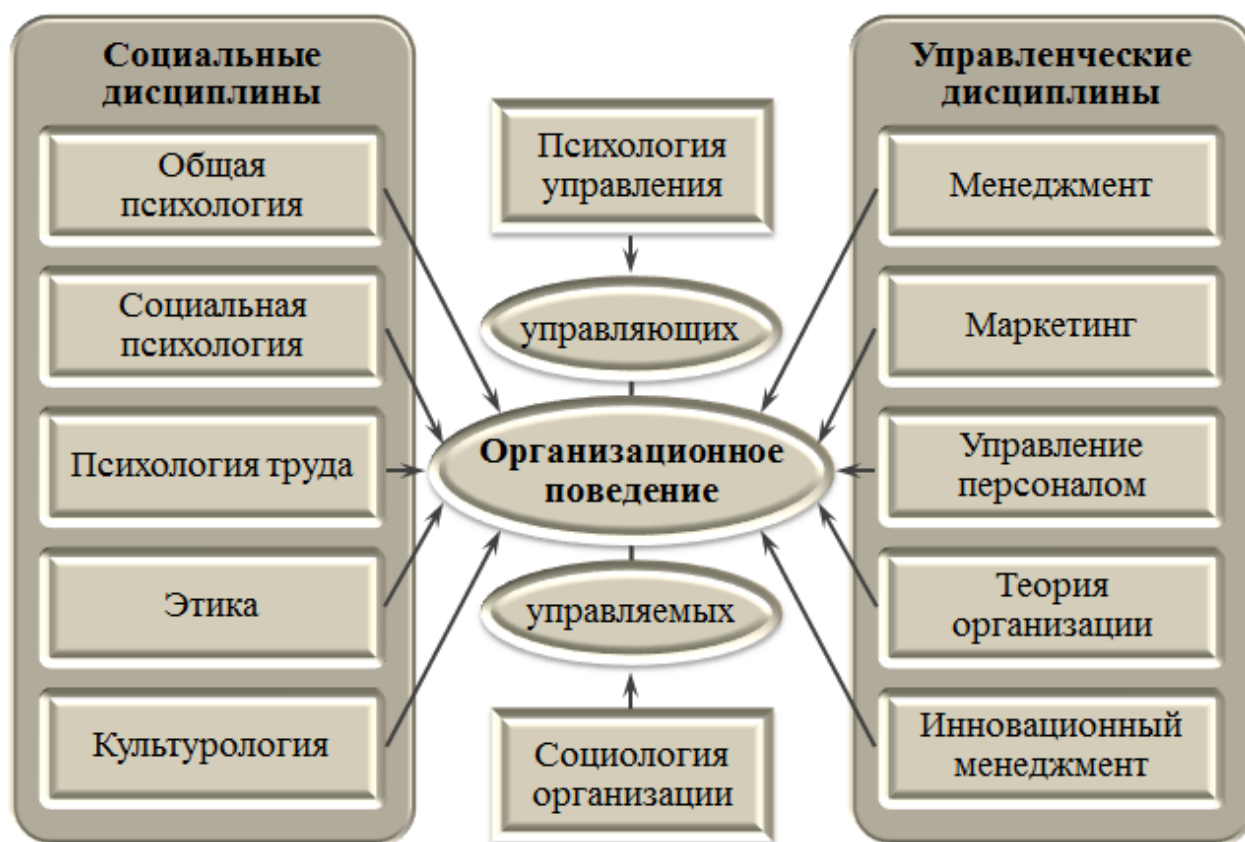 Социальные
дисциплины
Общая
психология
Социальная
психология
Психология труда
Этика
Культурология
Психология
управления
управляющих
Организационное
поведение
управляемых
Социология
организации
Управленческие
дисциплины
Менеджмент
Маркетинг
Управление
персоналом
Теория
организации
Инновационный
менеджмент